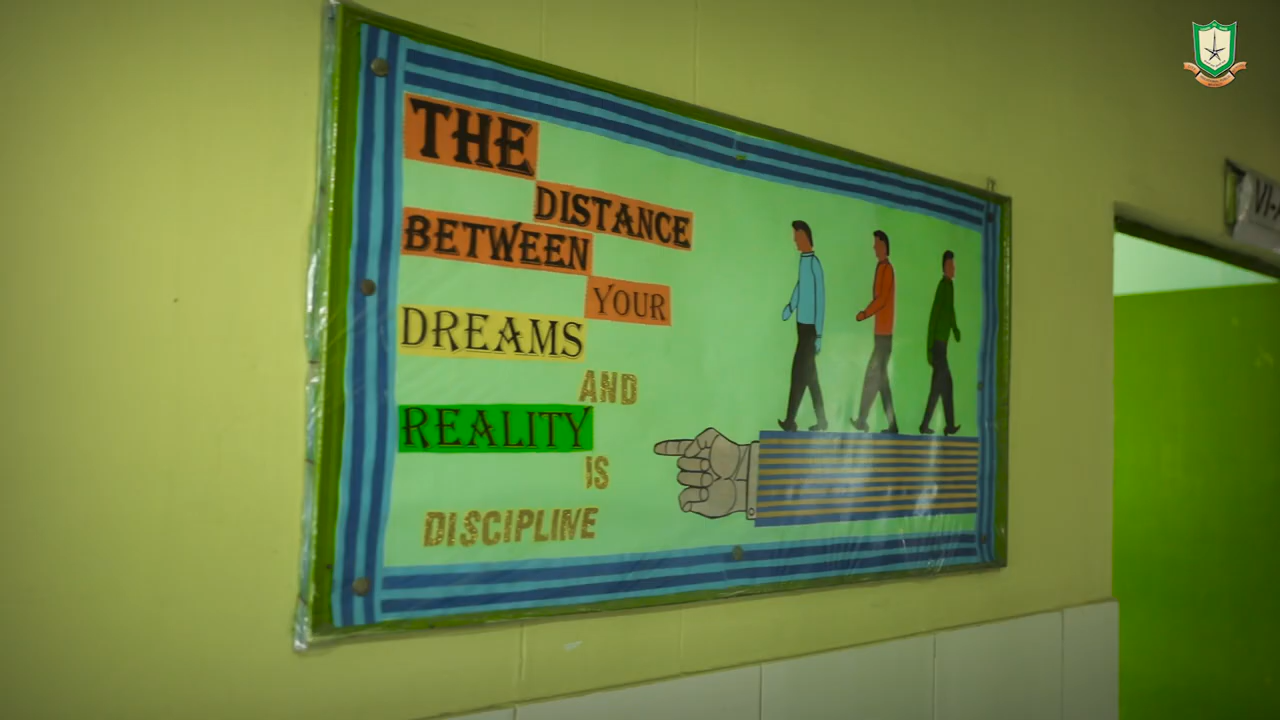 THE
DISTANCE
BETWEEN
YOUR
DREAMS
AND
REALITY
IS
DISCIPLINE